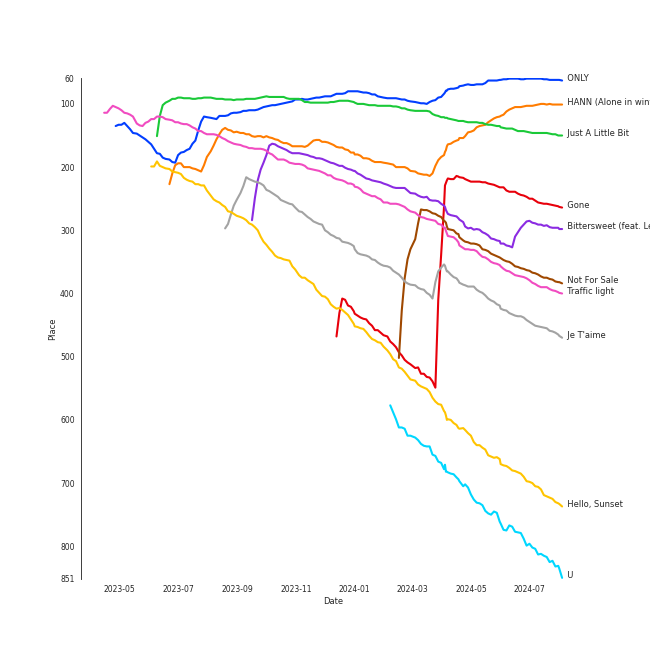 60
100
200
300
400
500
600
700
800
851
Place
2023-05
2023-07
2023-09
2023-11
2024-01
2024-03
2024-05
2024-07
Date
ONLY
HANN (Alone in win
Just A Little Bit
Gone
Bittersweet (feat. Le
Not For Sale
Traffic light
Je T'aime
Hello, Sunset
U